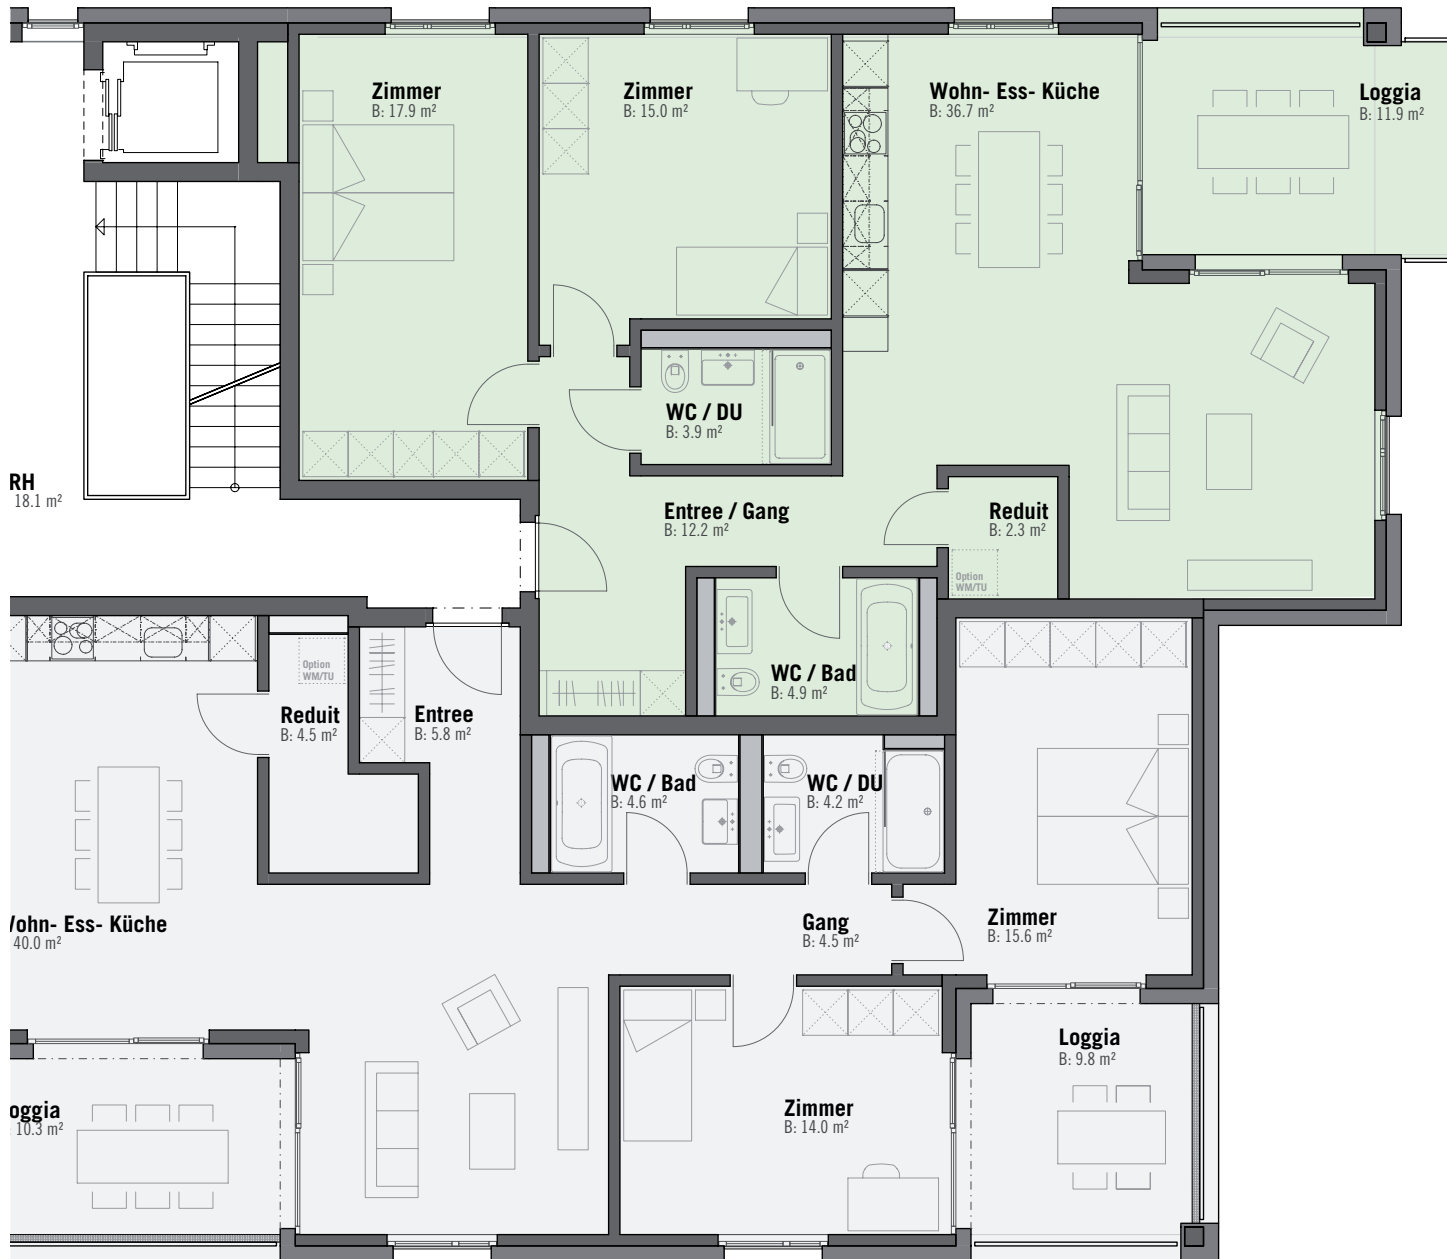 Zimmer
B: 17.9 m²
Zimmer
B: 15.0 m²
Wohn- Ess- Küche
B: 36.7 m²
Loggia
B: 11.9 m²
WC / DU
B: 3.9 m²
RH
18.1 m²
Entree / Gang
B: 12.2 m²
Reduit
B: 2.3 m²
Option
WM/TU
WC / Bad
B: 4.9 m²
Option
WM/TU
Reduit
B: 4.5 m²
Entree
B: 5.8 m²
WC / Bad
B: 4.6 m²
WC / DU
B: 4.2 m²
Wohn- Ess- Küche
40.0 m²
Gang
B: 4.5 m²
Zimmer
B: 15.6 m²
Loggia
B: 9.8 m²
oggia
10.3 m²
Zimmer
B: 14.0 m²